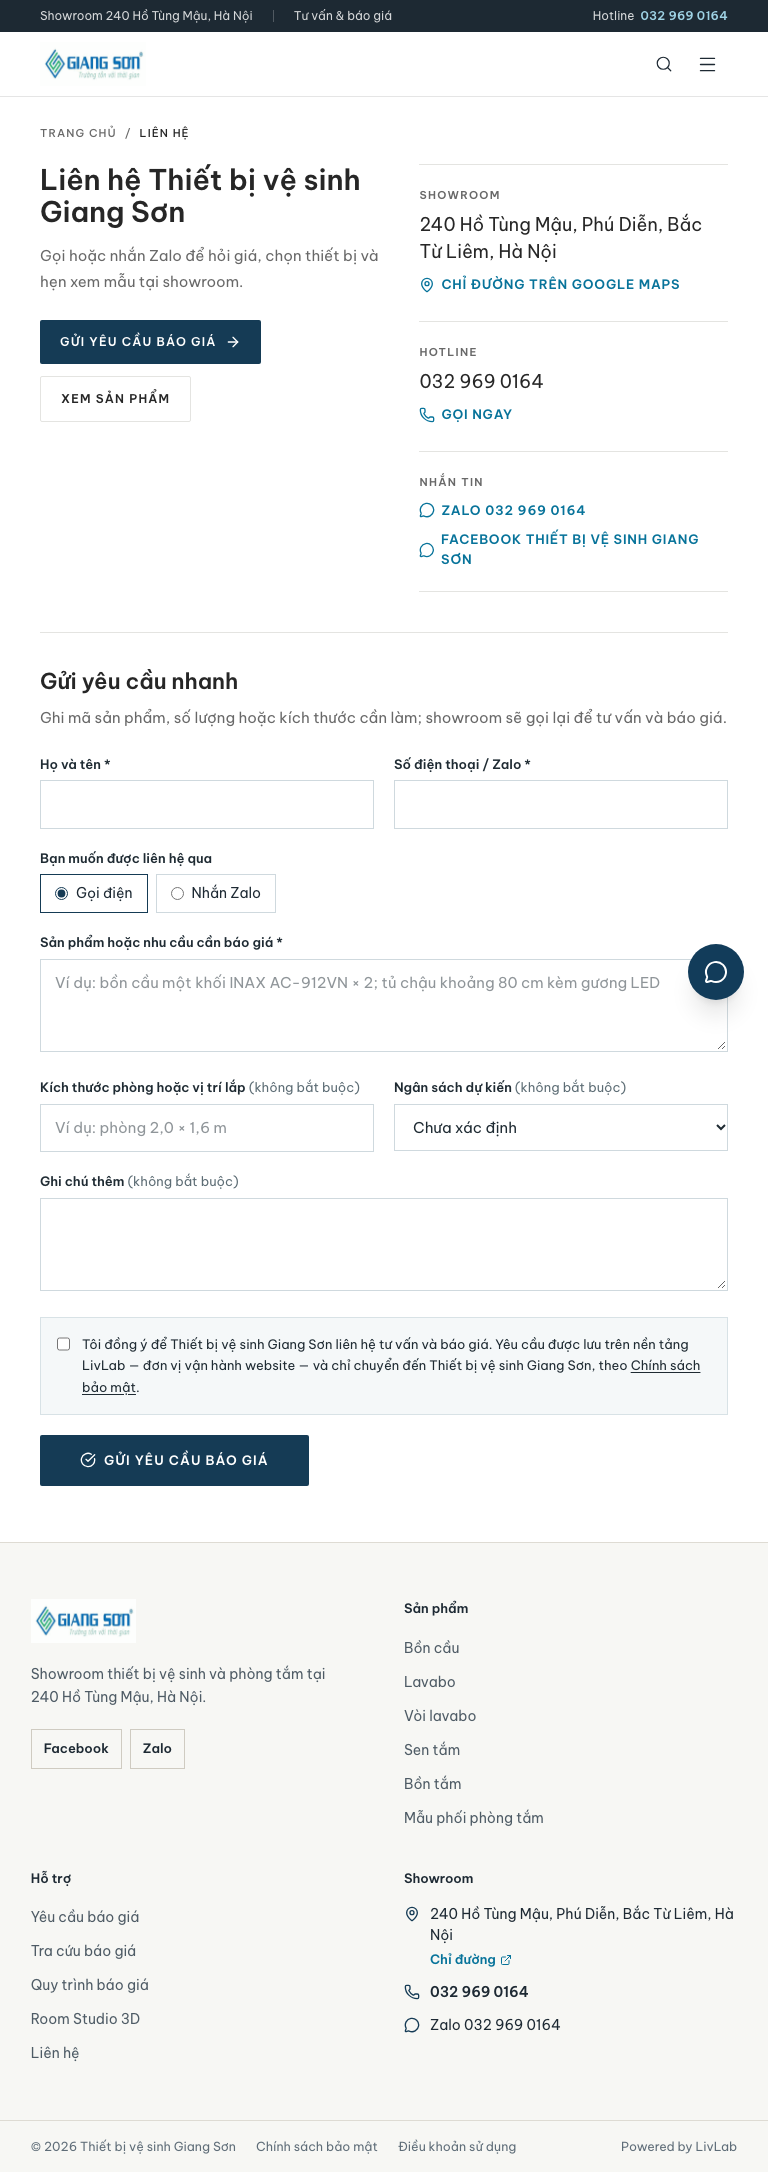 Showroom 240 Hồ Tùng Mậu, Hà Nội
Tư vấn & báo giá
Hotline 032 969 0164
GIANG SƠN
Trường tồn với thời gian
TRANG CHỦ / LIÊN HỆ
Liên hệ Thiết bị vệ sinh
Giang Sơn
Gọi hoặc nhắn Zalo để hỏi giá, chọn thiết bị và
hẹn xem mẫu tại showroom.
GỬI YÊU CẦU BÁO GIÁ
XEM SẢN PHẨM
SHOWROOM
240 Hồ Tùng Mậu, Phú Diễn, Bắc
Từ Liêm, Hà Nội
CHỈ ĐƯỜNG TRÊN GOOGLE MAPS
HOTLINE
032 969 0164
GỌI NGAY
NHẮN TIN
ZALO 032 969 0164
FACEBOOK THIẾT BỊ VỆ SINH GIANG
SƠN
Gửi yêu cầu nhanh
Ghi mã sản phẩm, số lượng hoặc kích thước cần làm; showroom sẽ gọi lại để tư vấn và báo giá.
Họ và tên *
Số điện thoại / Zalo *
Bạn muốn được liên hệ qua
Gọi điện
Nhắn Zalo
Sản phẩm hoặc nhu cầu cần báo giá *
Ví dụ: bồn cầu một khối INAX AC-912VN × 2; tủ chậu khoảng 80 cm kèm gương LED
Kích thước phòng hoặc vị trí lắp (không bắt buộc)
Ngân sách dự kiến (không bắt buộc)
Ví dụ: phòng 2,0 × 1,6 m
Chưa xác định
Ghi chú thêm (không bắt buộc)
Tôi đồng ý để Thiết bị vệ sinh Giang Sơn liên hệ tư vấn và báo giá. Yêu cầu được lưu trên nền tảng
LivLab — đơn vị vận hành website — và chỉ chuyển đến Thiết bị vệ sinh Giang Sơn, theo Chính sách
bảo mật.
GỬI YÊU CẦU BÁO GIÁ
GIANG SƠN
Trường tồn với thời gian
Showroom thiết bị vệ sinh và phòng tắm tại
240 Hồ Tùng Mậu, Hà Nội.
Facebook
Zalo
Sản phẩm
Bồn cầu
Lavabo
Vòi lavabo
Sen tắm
Bồn tắm
Mẫu phối phòng tắm
Hỗ trợ
Yêu cầu báo giá
Tra cứu báo giá
Quy trình báo giá
Room Studio 3D
Liên hệ
Showroom
240 Hồ Tùng Mậu, Phú Diễn, Bắc Từ Liêm, Hà
Nội
Chỉ đường
032 969 0164
Zalo 032 969 0164
© 2026 Thiết bị vệ sinh Giang Sơn
Chính sách bảo mật
Điều khoản sử dụng
Powered by LivLab